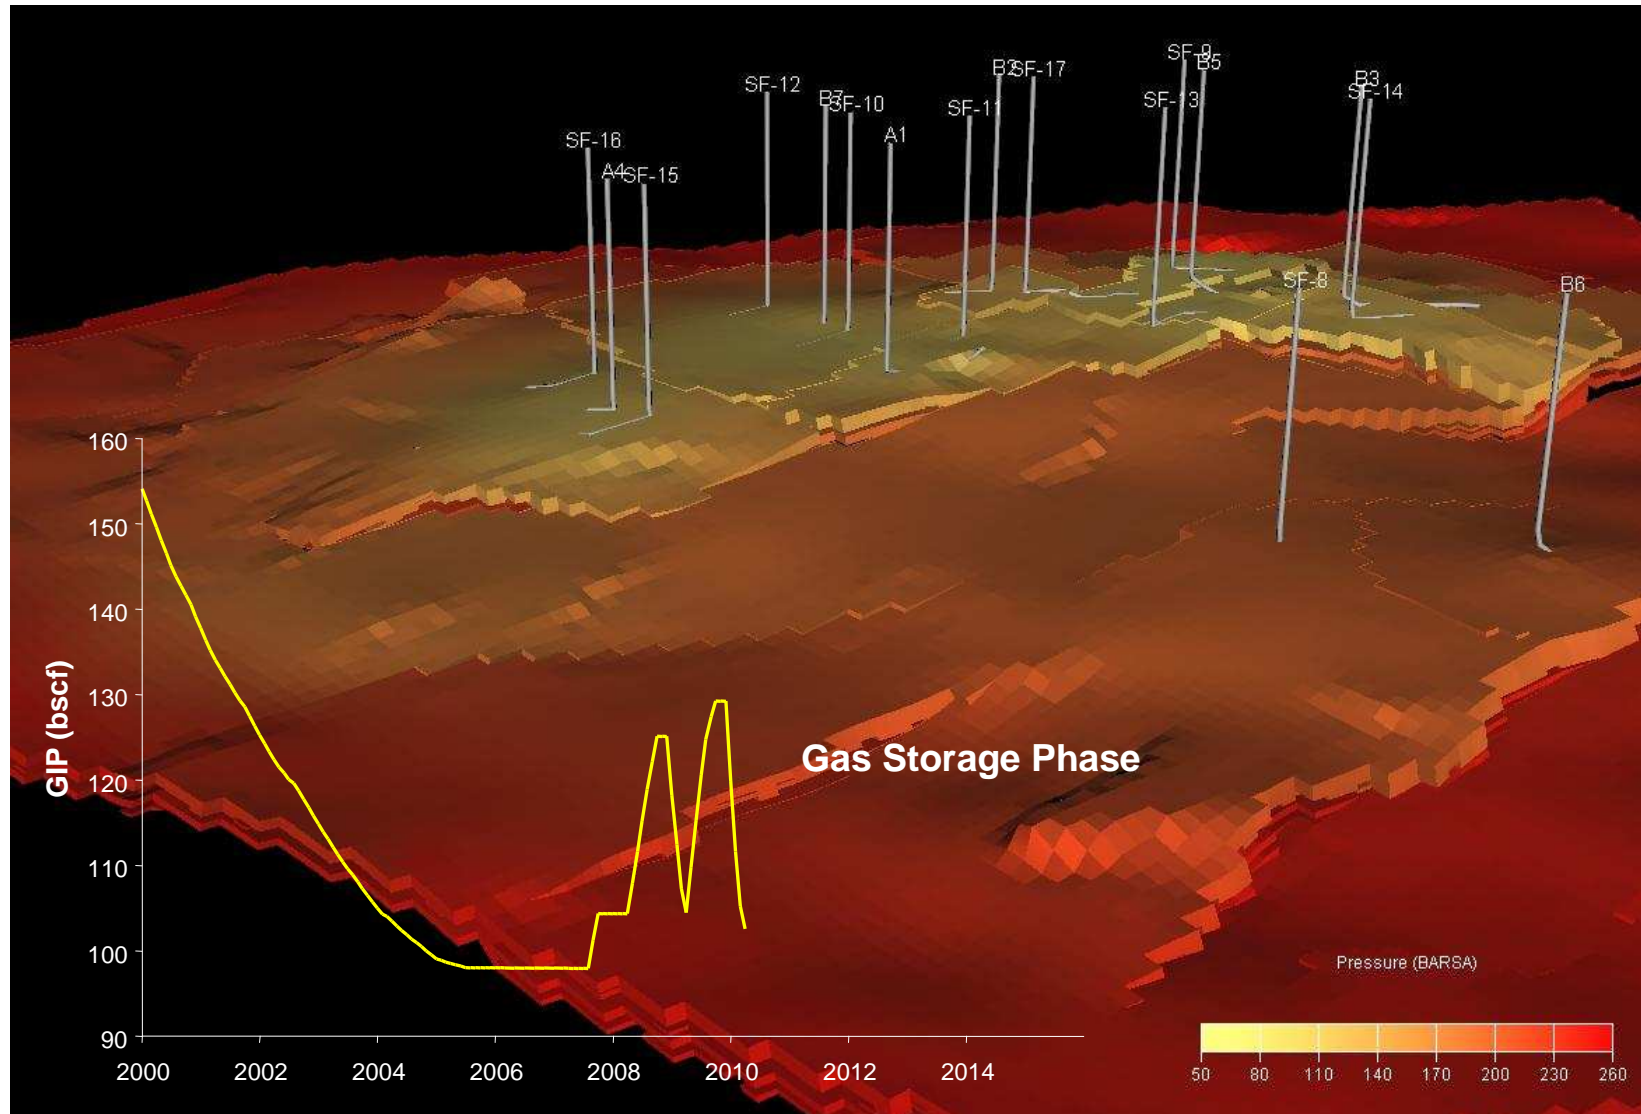 SF-9
B5
B2 SF-17
B3
SF-14
SF-12
B7
SF-10
SF-11
SF-13
A1
SF-16
A4
SF-15
SF-8
B6
160
150
140
130
120
110
100
90
GIP (bscf)
Gas Storage Phase
2000 2002 2004 2006 2008 2010 2012 2014
Pressure (BARSA)
50 80 110 140 170 200 230 260